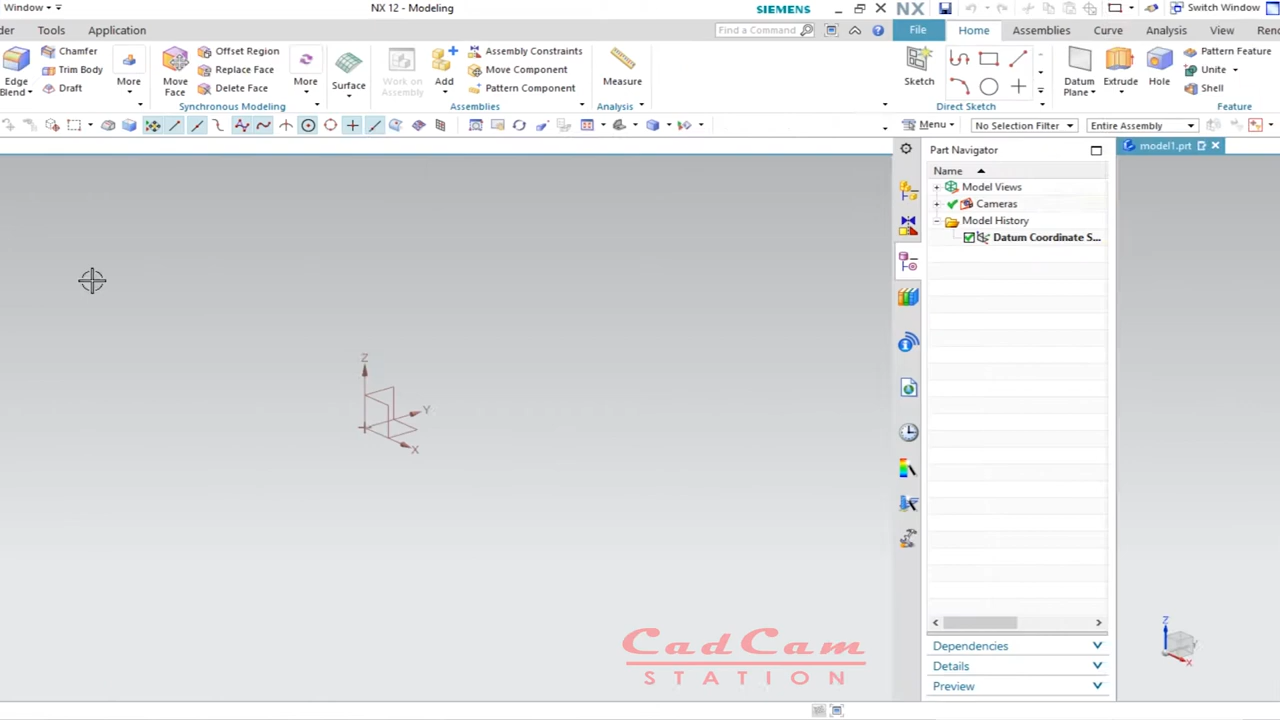 Window
NX 12 - Modeling
SIEMENS
NX
Switch Window
Tools
Application
Find a Command
File
Home
Assemblies
Curve
Analysis
View
Edge
Blend
Chamfer
Trim Body
Draft
More
Move
Face
Offset Region
Replace Face
Delete Face
More
Synchronous Modeling
Surface
Work on
Assembly
Add
Assembly Constraints
Move Component
Pattern Component
Assemblies
Measure
Analysis
Sketch
Direct Sketch
Datum
Plane
Extrude
Hole
Pattern Feature
Unite
Shell
Feature
Menu
No Selection Filter
Entire Assembly
Part Navigator
model1.prt
Name
Model Views
Cameras
Model History
Datum Coordinate S...
Z
Y
X
CadCam
STATION
Dependencies
Details
Preview
Z
X